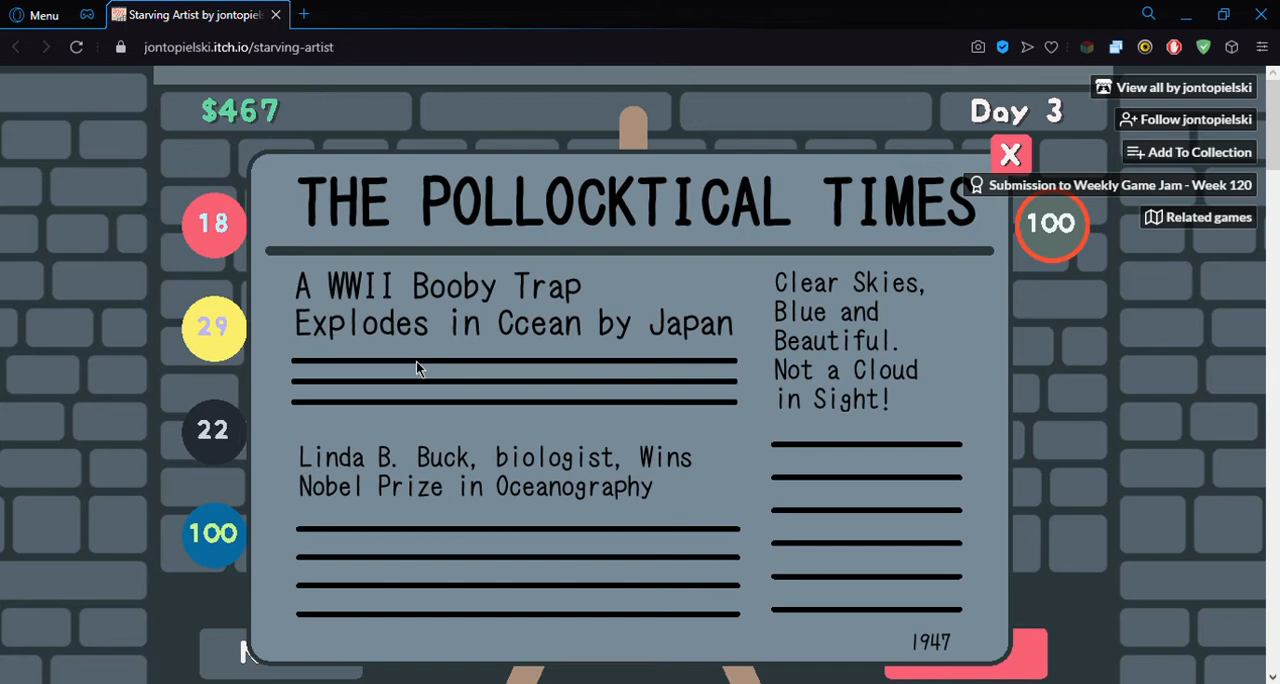 Menu
Starving Artist by jontopiels
jontopielski.itch.io/starving-artist
View all by jontopielski
$467
Day 3
Follow jontopielski
Add To Collection
X
THE POLLOCKTICAL TIMES
Submission to Weekly Game Jam - Week 120
Related games
18
100
A WWII Booby Trap
Explodes in Ccean by Japan
Clear Skies,
Blue and
Beautiful.
Not a Cloud
in Sight!
29
22
Linda B. Buck, biologist, Wins
Nobel Prize in Oceanography
100
1947